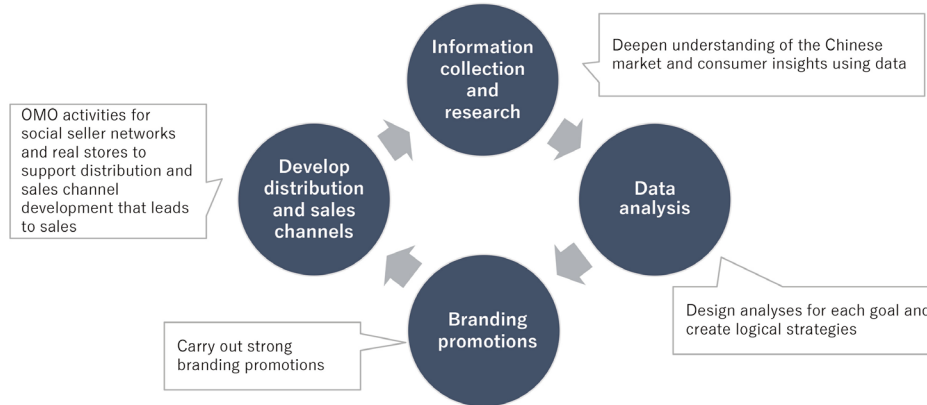 Information
collection
and
research
Deepen understanding of the Chinese
market and consumer insights using data
OMO activities for
social seller networks
and real stores to
support distribution and
sales channel
development that leads
to sales
Develop
distribution
and sales
channels
Data
analysis
Design analyses for each goal and
create logical strategies
Branding
promotions
Carry out strong
branding promotions